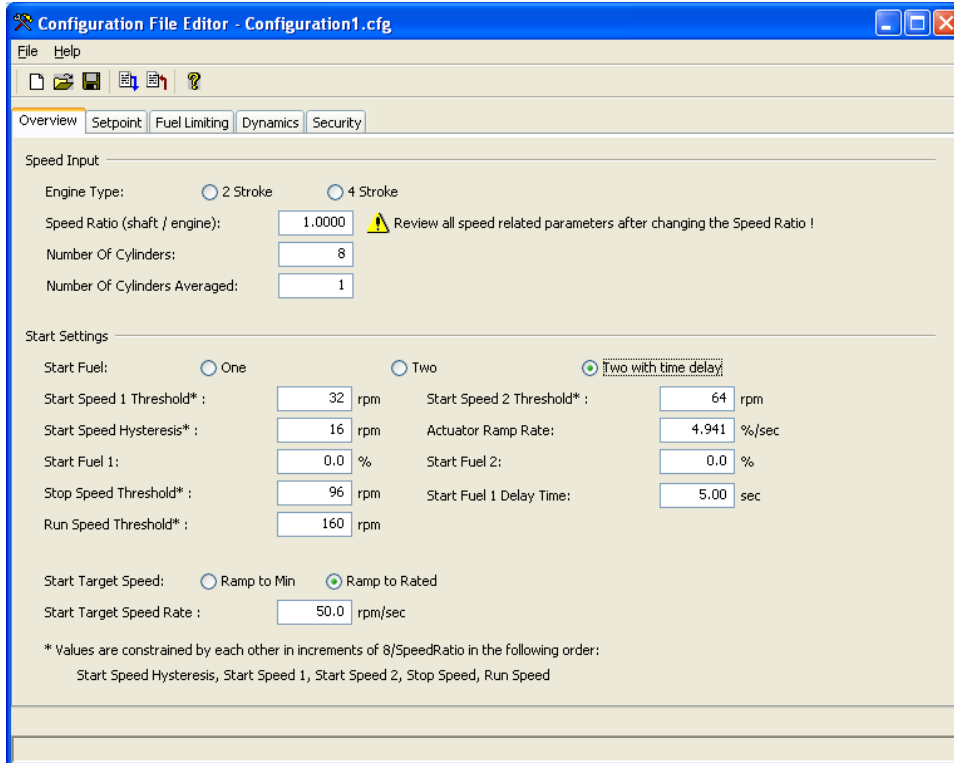 Configuration File Editor - Configuration1.cfg
File Help
Overview Setpoint Fuel Limiting Dynamics Security
Speed Input
Engine Type: 2 Stroke 4 Stroke
Speed Ratio (shaft / engine): 1.0000 Review all speed related parameters after changing the Speed Ratio !
Number Of Cylinders: 8
Number Of Cylinders Averaged: 1
Start Settings
Start Fuel: One Two Two with time delay
Start Speed 1 Threshold* : 32 rpm Start Speed 2 Threshold* : 64 rpm
Start Speed Hysteresis* : 16 rpm Actuator Ramp Rate: 4.941 %/sec
Start Fuel 1: 0.0 % Start Fuel 2: 0.0 %
Stop Speed Threshold* : 96 rpm Start Fuel 1 Delay Time: 5.00 sec
Run Speed Threshold* : 160 rpm
Start Target Speed: Ramp to Min Ramp to Rated
Start Target Speed Rate : 50.0 rpm/sec
* Values are constrained by each other in increments of 8/SpeedRatio in the following order:
Start Speed Hysteresis, Start Speed 1, Start Speed 2, Stop Speed, Run Speed